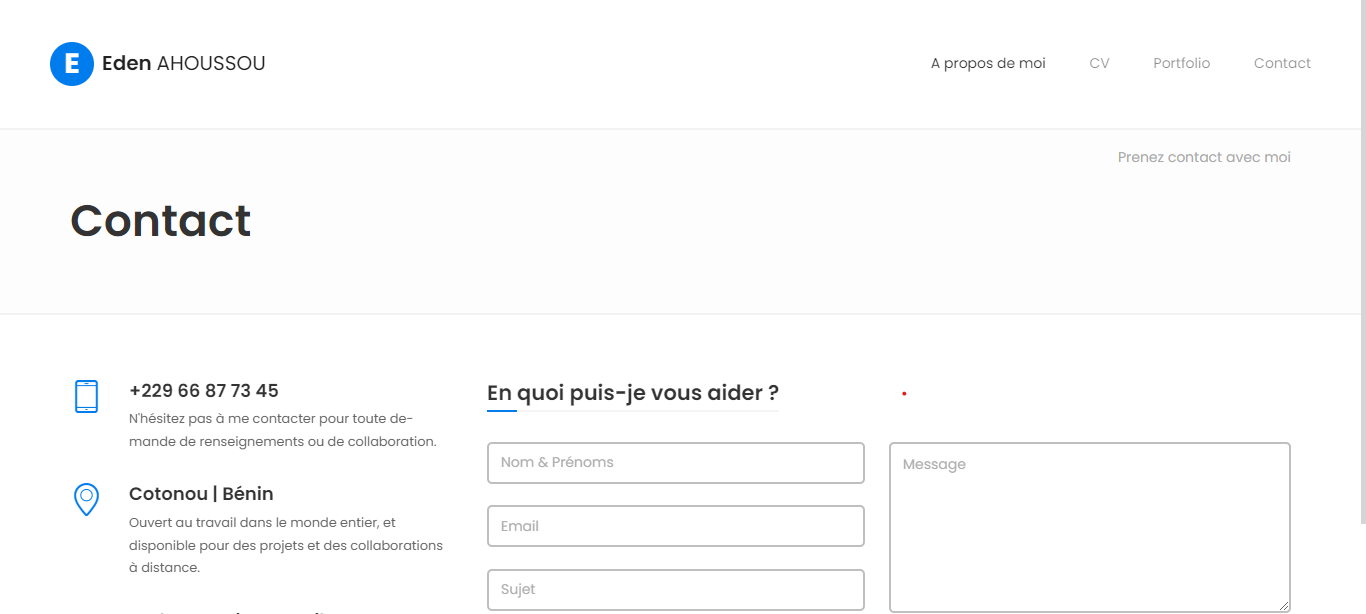 E
Eden AHOUSSOU
A propos de moi
CV
Portfolio
Contact
Prenez contact avec moi
Contact
+229 66 87 73 45
N'hésitez pas à me contacter pour toute de-
mande de renseignements ou de collaboration.
Cotonou | Bénin
Ouvert au travail dans le monde entier, et
disponible pour des projets et des collaborations
à distance.
En quoi puis-je vous aider ?
Nom & Prénoms
Email
Sujet
Message